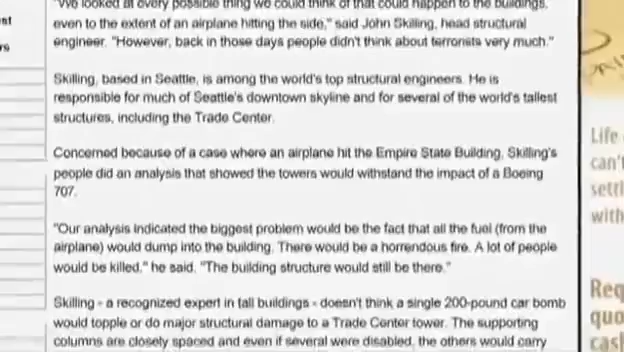 "We looked at every possible thing we could think of that could happen to the buildings,
even to the extent of an airplane hitting the side," said John Skilling, head structural
engineer. "However, back in those days people didn't think about terrorists very much."
Skilling, based in Seattle, is among the world's top structural engineers. He is
responsible for much of Seattle's downtown skyline and for several of the world's tallest
structures, including the Trade Center.
Concerned because of a case where an airplane hit the Empire State Building, Skilling's
people did an analysis that showed the towers would withstand the impact of a Boeing
707.
"Our analysis indicated the biggest problem would be the fact that all the fuel (from the
airplane) would dump into the building. There would be a horrendous fire. A lot of people
would be killed," he said. "The building structure would still be there."
Skilling - a recognized expert in tall buildings - doesn't think a single 200-pound car bomb
would topple or do major structural damage to a Trade Center tower. The supporting
columns are closely spaced and even if several were disabled, the others would carry
Life
can't
settl
with
Req
quo
cash